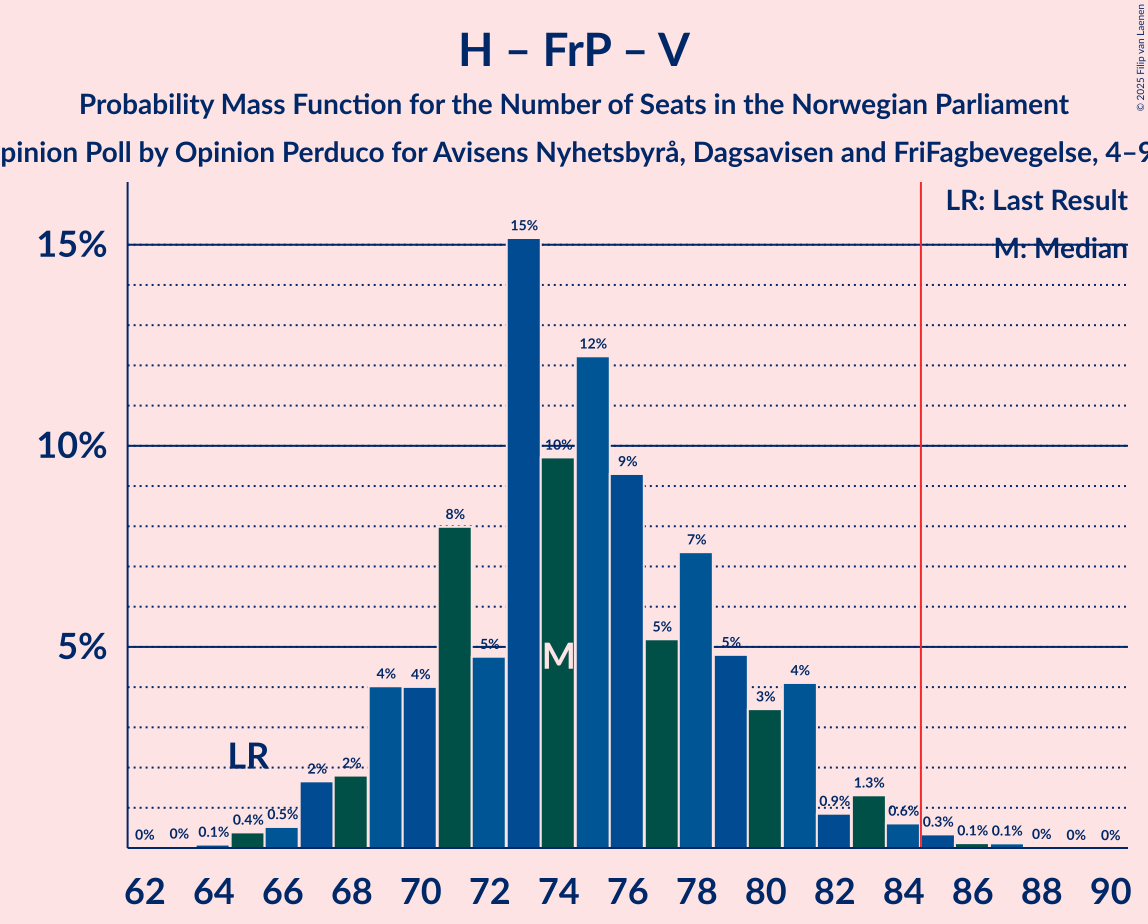 H – FrP – V
Probability Mass Function for the Number of Seats in the Norwegian Parliament
pinion Poll by Opinion Perduco for Avisens Nyhetsbyrå, Dagsavisen and FriFagbevegelse, 4–9
© 2025 Filip van Laenen
LR: Last Result
M: Median
15%
10%
5%
0% 0% 0.1% 0.4% 0.5% 2% 2% 4% 4% 8% 5% 15% 10% 12% 9% 5% 7% 5% 3% 4% 0.9% 1.3% 0.6% 0.3% 0.1% 0.1% 0% 0% 0%
LR
M
62 64 66 68 70 72 74 76 78 80 82 84 86 88 90